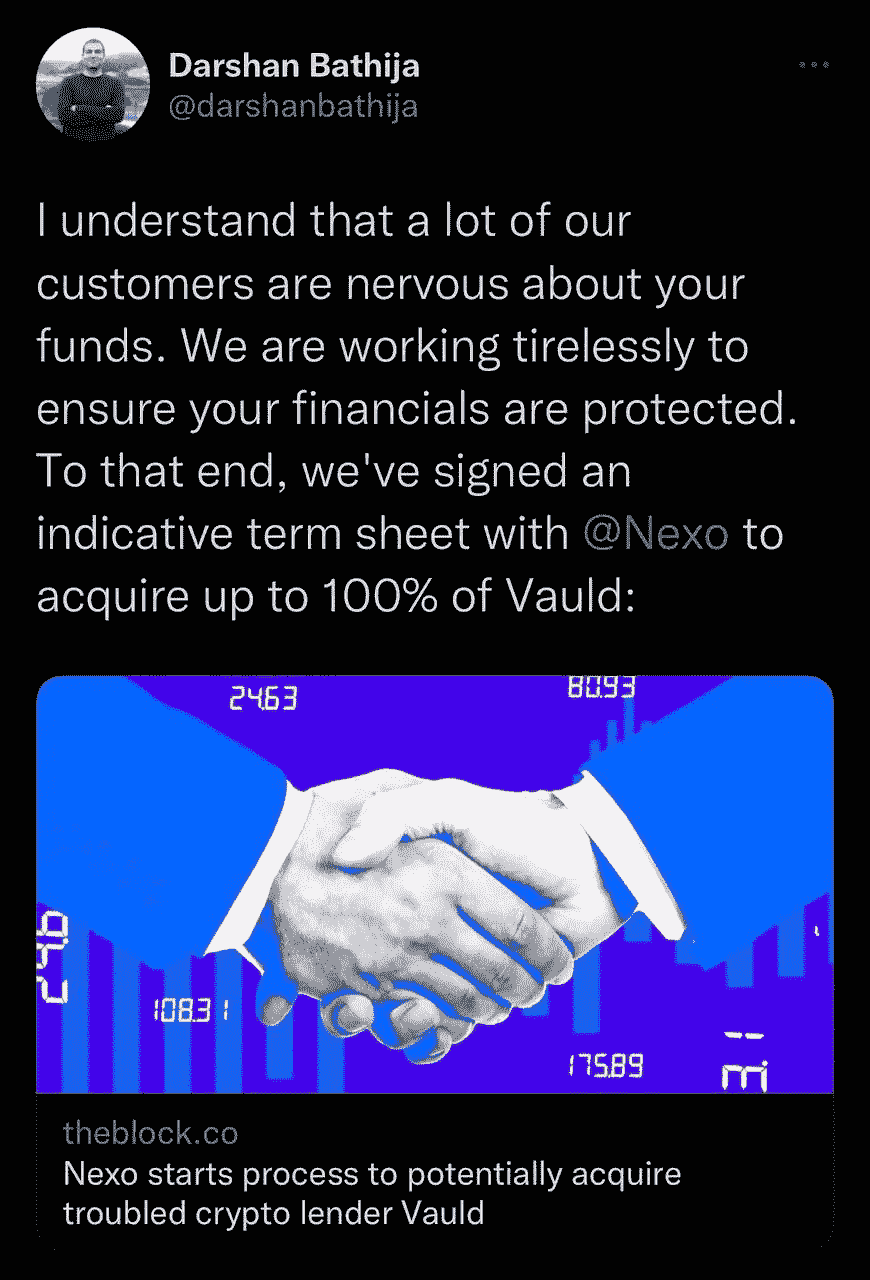 Darshan Bathija
@darshanbathija
I understand that a lot of our
customers are nervous about your
funds. We are working tirelessly to
ensure your financials are protected.
To that end, we've signed an
indicative term sheet with @Nexo to
acquire up to 100% of Vauld:
24.63
80.93
108.31
175.89
3.1
theblock.co
Nexo starts process to potentially acquire
troubled crypto lender Vauld